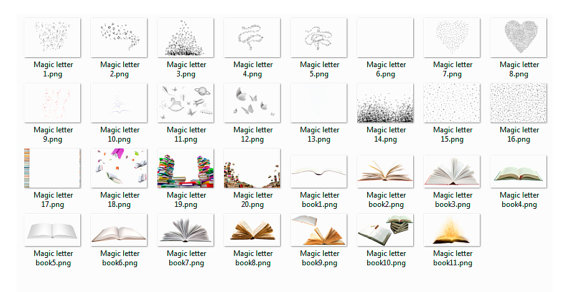 Magic letter 1.png
Magic letter 2.png
Magic letter 3.png
Magic letter 4.png
Magic letter 5.png
Magic letter 6.png
Magic letter 7.png
Magic letter 8.png
Magic letter 9.png
Magic letter 10.png
Magic letter 11.png
Magic letter 12.png
Magic letter 13.png
Magic letter 14.png
Magic letter 15.png
Magic letter 16.png
Magic letter 17.png
Magic letter 18.png
Magic letter 19.png
Magic letter 20.png
Magic letter book1.png
Magic letter book2.png
Magic letter book3.png
Magic letter book4.png
Magic letter book5.png
Magic letter book6.png
Magic letter book7.png
Magic letter book8.png
Magic letter book9.png
Magic letter book10.png
Magic letter book11.png